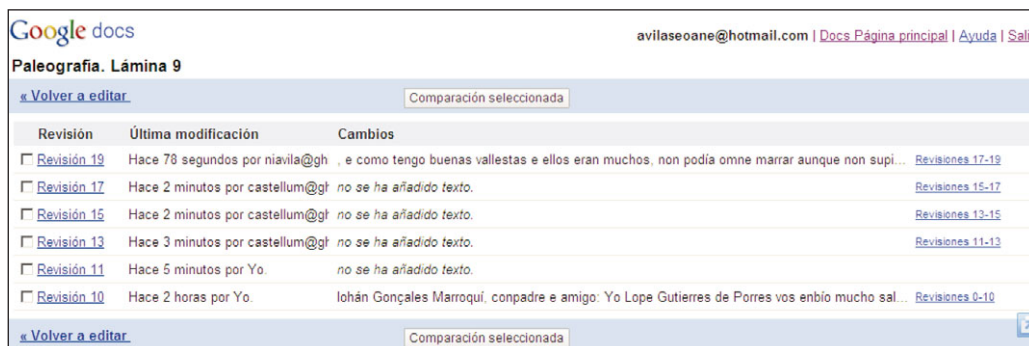 Google docs
avilaseoane@hotmail.com | Docs Página principal | Ayuda | Sali
Paleografia. Lámina 9
« Volver a editar Comparación seleccionada
Revisión Última modificación Cambios
Revisión 19 Hace 78 segundos por niavila@gh , e como tengo buenas vallestas e ellos eran muchos, non podía omne marrar aunque non supi... Revisiones 17-19
Revisión 17 Hace 2 minutos por castellum@gh no se ha añadido texto. Revisiones 15-17
Revisión 15 Hace 2 minutos por castellum@gh no se ha añadido texto. Revisiones 13-15
Revisión 13 Hace 3 minutos por castellum@gh no se ha añadido texto. Revisiones 11-13
Revisión 11 Hace 5 minutos por Yo. no se ha añadido texto.
Revisión 10 Hace 2 horas por Yo. Iohán Gonçales Marroquí, conpadre e amigo: Yo Lope Gutierres de Porres vos enbío mucho sal... Revisiones 0-10
« Volver a editar Comparación seleccionada